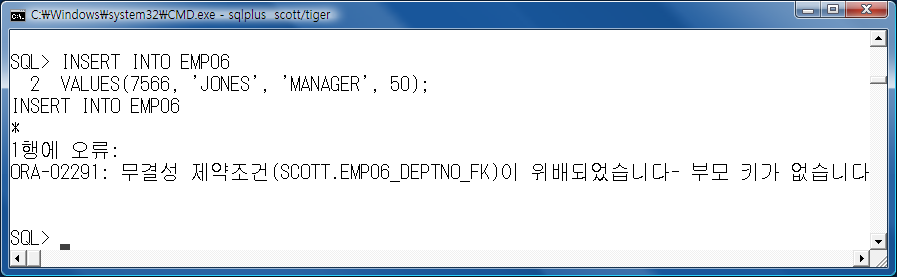 C:\Windows\system32\CMD.exe - sqlplus  scott/tiger
SQL> INSERT INTO EMP06
  2  VALUES(7566, 'JONES', 'MANAGER', 50);
INSERT INTO EMP06
*
1행에 오류:
ORA-02291: 무결성 제약조건(SCOTT.EMP06_DEPTNO_FK)이 위배되었습니다- 부모 키가 없습니다
SQL>